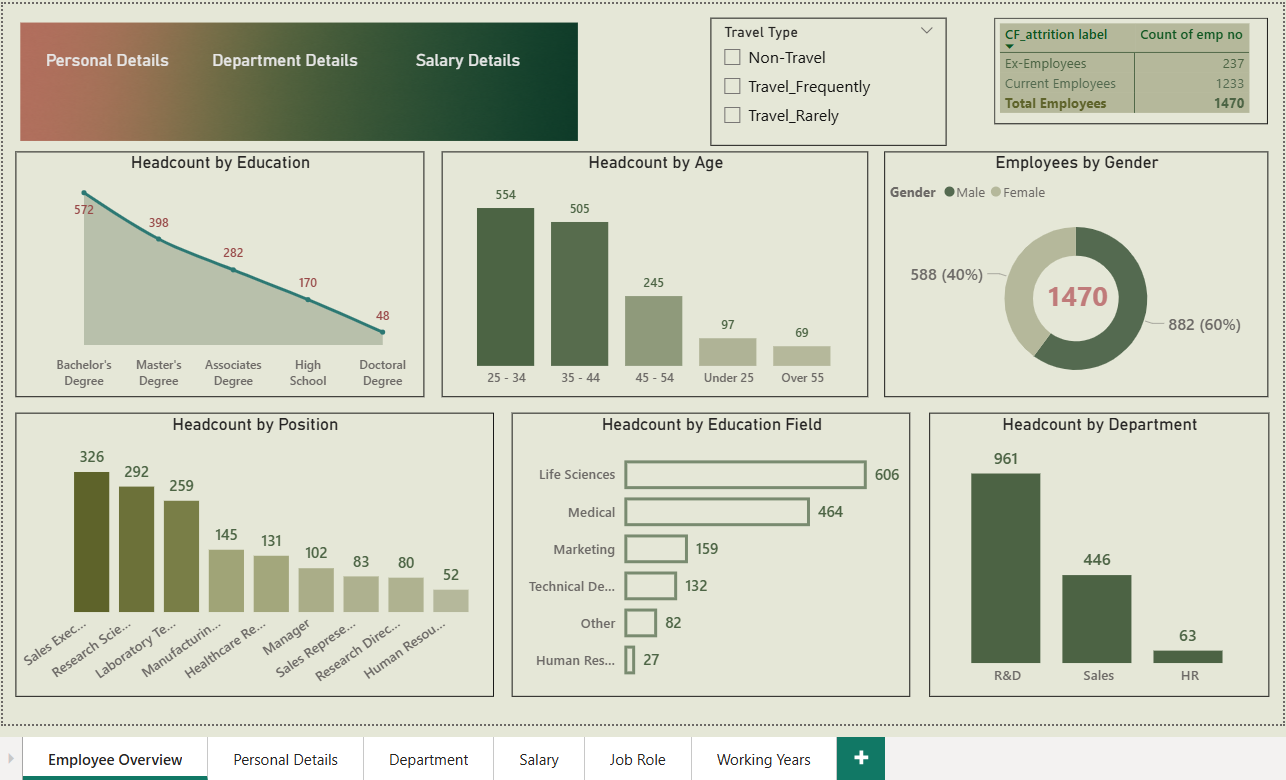 Personal Details Department Details Salary Details
Travel Type
Non-Travel
Travel_Frequently
Travel_Rarely
CF_attrition label Count of emp no
Ex-Employees 237
Current Employees 1233
Total Employees 1470
Headcount by Education
572
398
282
170
48
Bachelor's Degree
Master's Degree
Associates Degree
High School
Doctoral Degree
Headcount by Age
554
505
245
97
69
25 - 34
35 - 44
45 - 54
Under 25
Over 55
Employees by Gender
Gender Male Female
588 (40%)
1470
882 (60%)
Headcount by Position
326
292
259
145
131
102
83
80
52
Sales Exec...
Research Scie...
Laboratory Te...
Manufacturin...
Healthcare Re...
Manager
Sales Represe...
Research Direc...
Human Resou...
Headcount by Education Field
Life Sciences 606
Medical 464
Marketing 159
Technical De... 132
Other 82
Human Res... 27
Headcount by Department
961
446
63
R&D
Sales
HR
Employee Overview Personal Details Department Salary Job Role Working Years